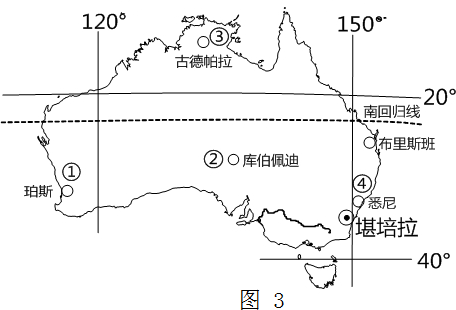 120° 150°
③
古德帕拉
20°
南回归线
布里斯班
② 库伯佩迪
①
珀斯
④
悉尼
堪培拉
40°
图 3